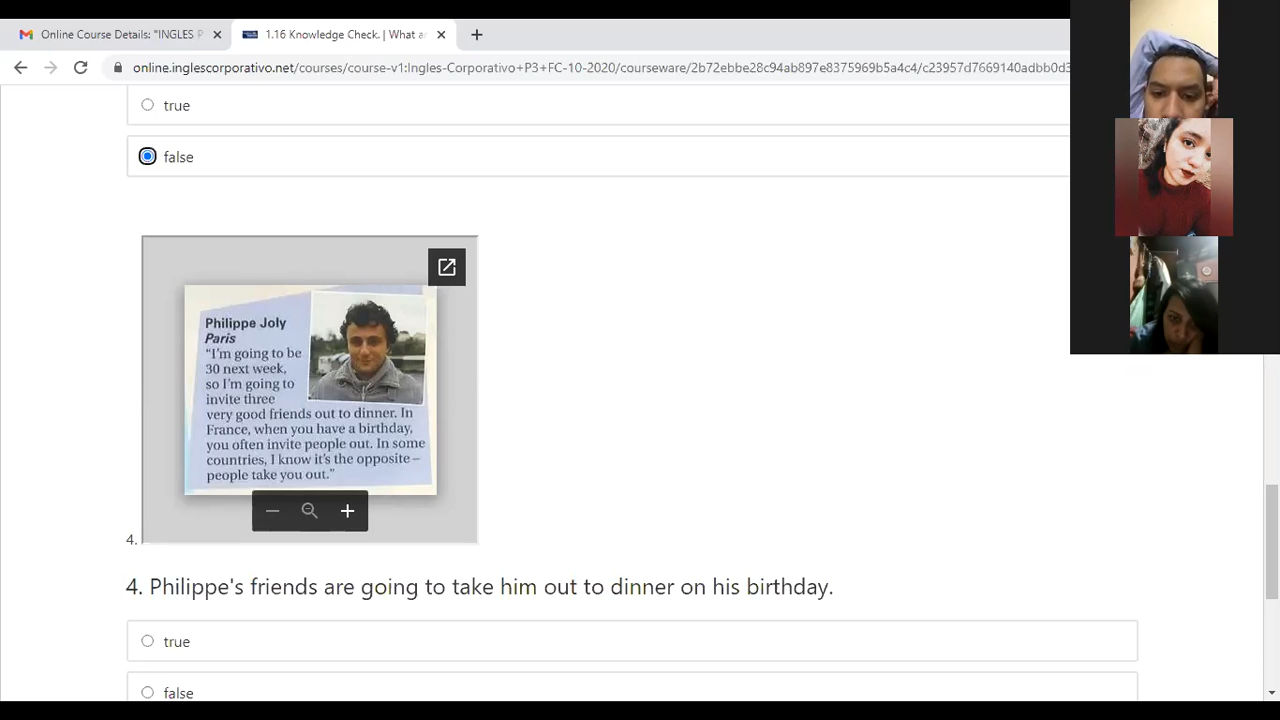 Online Course Details: "INGLES P
1.16 Knowledge Check. | What a
online.inglescorporativo.net/courses/course-v1:Ingles-Corporativo+P3+FC-10-2020/courseware/2b72ebbe28c94ab897e8375969b5a4c4/c23957d7669140adbb0d3
true
false
Philippe Joly
Paris
“I’m going to be
30 next week,
so I’m going to
invite three
very good friends out to dinner. In
France, when you have a birthday,
you often invite people out. In some
countries, I know it’s the opposite –
people take you out.”
4.
4. Philippe's friends are going to take him out to dinner on his birthday.
true
false